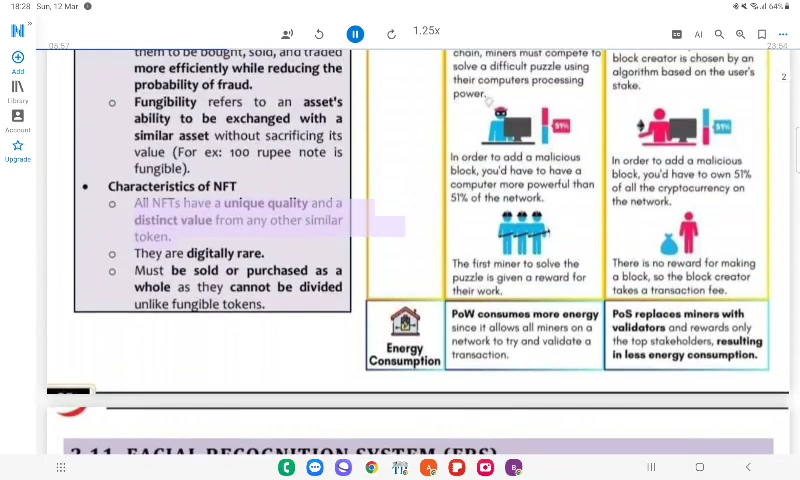 18:28 Sun, 12 Mar
64%
Add
Library
Account
Upgrade
1.25x
AI
05:57
23:54
2
them to be bought, sold, and traded
more efficiently while reducing the
probability of fraud.
o Fungibility refers to an asset's
ability to be exchanged with a
similar asset without sacrificing its
value (For ex: 100 rupee note is
fungible).
• Characteristics of NFT
o All NFTs have a unique quality and a
distinct value from any other similar
token.
o They are digitally rare.
o Must be sold or purchased as a
whole as they cannot be divided
unlike fungible tokens.
chain, miners must compete to
solve a difficult puzzle using
their computers processing
power.
51%
In order to add a malicious
block, you'd have to have a
computer more powerful than
51% of the network.
The first miner to solve the
puzzle is given a reward for
their work.
block creator is chosen by an
algorithm based on the user's
stake.
51%
In order to add a malicious
block, you'd have to own 51%
of all the cryptocurrency on
the network.
There is no reward for making
a block, so the block creator
takes a transaction fee.
Energy
Consumption
PoW consumes more energy
since it allows all miners on a
network to try and validate a
transaction.
PoS replaces miners with
validators and rewards only
the top stakeholders, resulting
in less energy consumption.
2.11. FACIAL RECOGNITION SYSTEM (FRS)